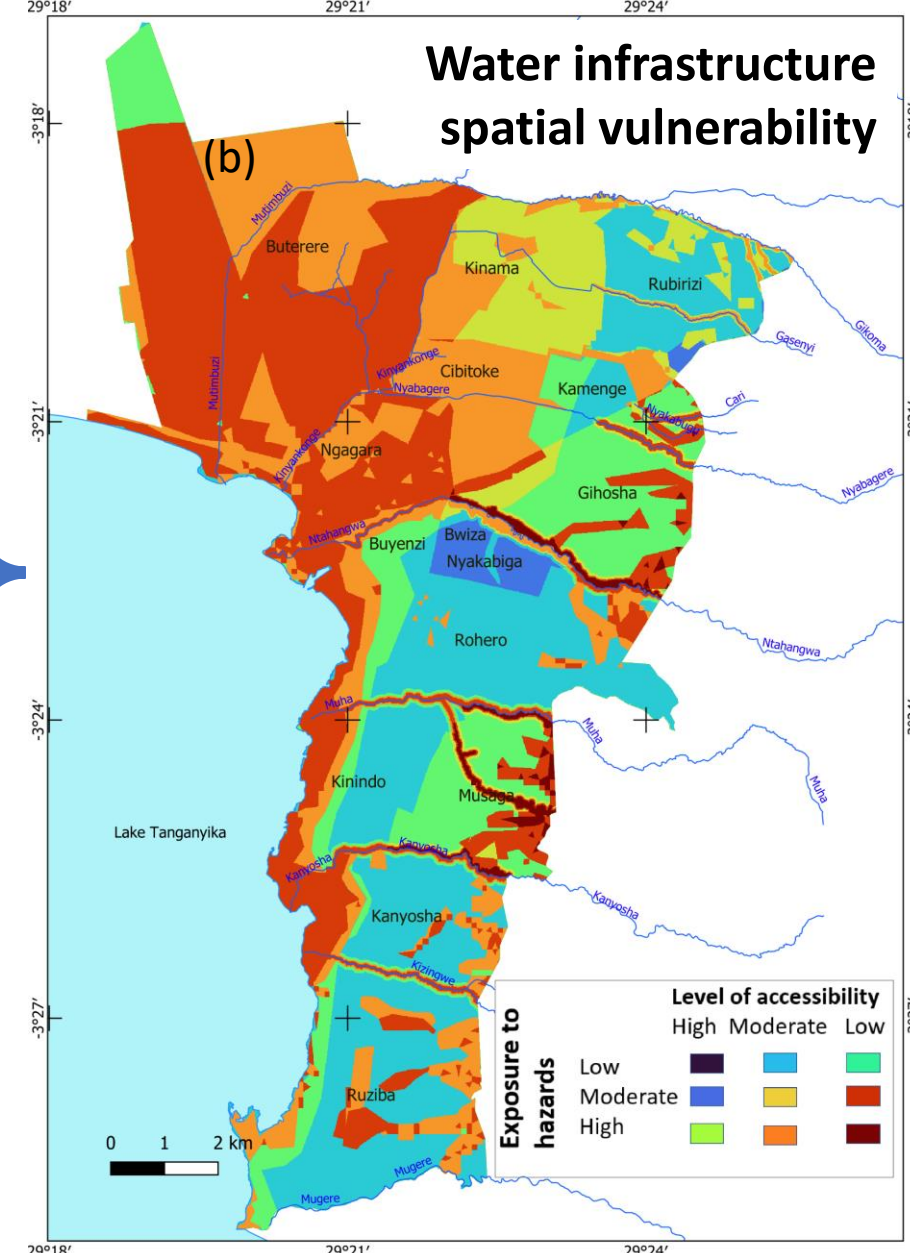 29°18′ 29°21′ 29°24′
Water infrastructure
spatial vulnerability
-3°18′
(b)
Mutimbuzi
Buterere
Kinama
Rubirizi
Gikoma
Gasenyi
Mutimbuzi
Kinyankonge
Cibitoke
Nyabagere
Kamenge
Cari
Nyakabugu
-3°21′
Kinyankonge
Ngagara
Nyabagere
Gihosha
Ntahangwa
Buyenzi
Bwiza
Nyakabiga
Rohero
Ntahangwa
Muha
-3°24′
Muha
Kinindo
Musaga
Muha
Lake Tanganyika
Kanyosha
Kanyosha
Kanyosha
Kanyosha
Kizingwe
-3°27′
Ruziba
Level of accessibility
High Moderate Low
Exposure to
hazards
Low
Moderate
High
0 1 2 km
Mugere
Mugere
29°18′ 29°21′ 29°24′